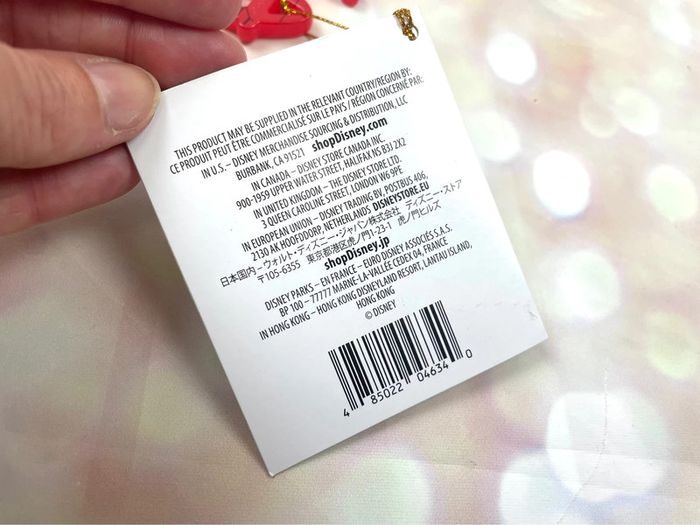 THIS PRODUCT MAY BE SUPPLIED IN THE RELEVANT COUNTRY/REGION BY:
CE PRODUIT PEUT ÊTRE COMMERCIALISÉ SUR LE PAYS / RÉGION CONCERNÉ PAR:
IN U.S. – DISNEY MERCHANDISE SOURCING & DISTRIBUTION, LLC
BURBANK, CA 91521 shopDisney.com
IN CANADA – DISNEY STORE CANADA INC.
900-1959 UPPER WATER STREET, HALIFAX NS B3J 2X2
IN UNITED KINGDOM – THE DISNEY STORE LTD.
3 QUEEN CAROLINE STREET, LONDON W6 9PE
IN EUROPEAN UNION – DISNEY TRADING BV, POSTBUS 406,
2130 AK HOOFDDORP, NETHERLANDS DISNEYSTORE.EU
日本国内 – ウォルト・ディズニー・ジャパン株式会社 ディズニーストア
〒105-6355 東京都港区虎ノ門1-23-1 虎ノ門ヒルズ
shopDisney.jp
DISNEY PARKS – EN FRANCE – EURO DISNEY ASSOCIÉS S.A.S.
BP 100 – 77777 MARNE-LA-VALLÉE CEDEX 04, FRANCE
IN HONG KONG – HONG KONG DISNEYLAND RESORT, LANTAU ISLAND,
HONG KONG
© DISNEY
4 85022 04634 0